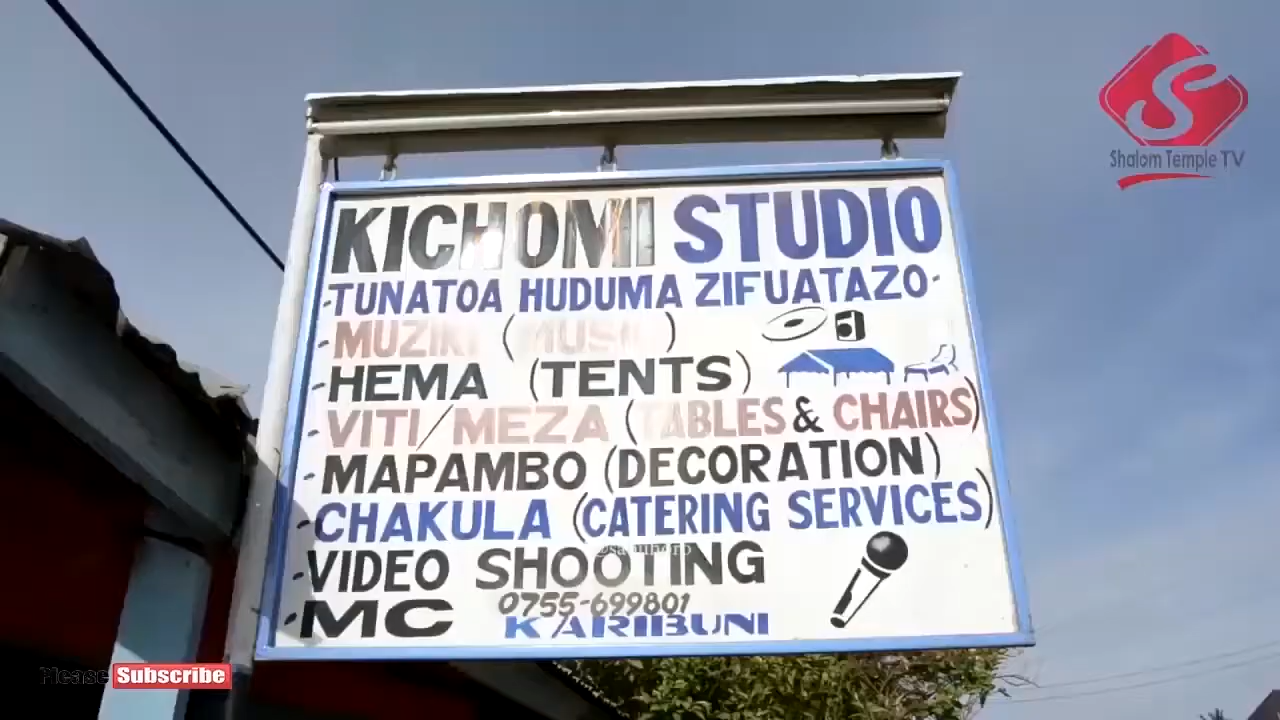 Shalom Temple TV
KICHOMI STUDIO
-TUNATOA HUDUMA ZIFUATAZO-
-MUZIKI (MUSIC)
-HEMA (TENTS)
-VITI/MEZA (TABLES & CHAIRS)
-MAPAMBO (DECORATION)
-CHAKULA (CATERING SERVICES)
-VIDEO SHOOTING
-MC 0755-699801
KARIBUNI
Please Subscribe